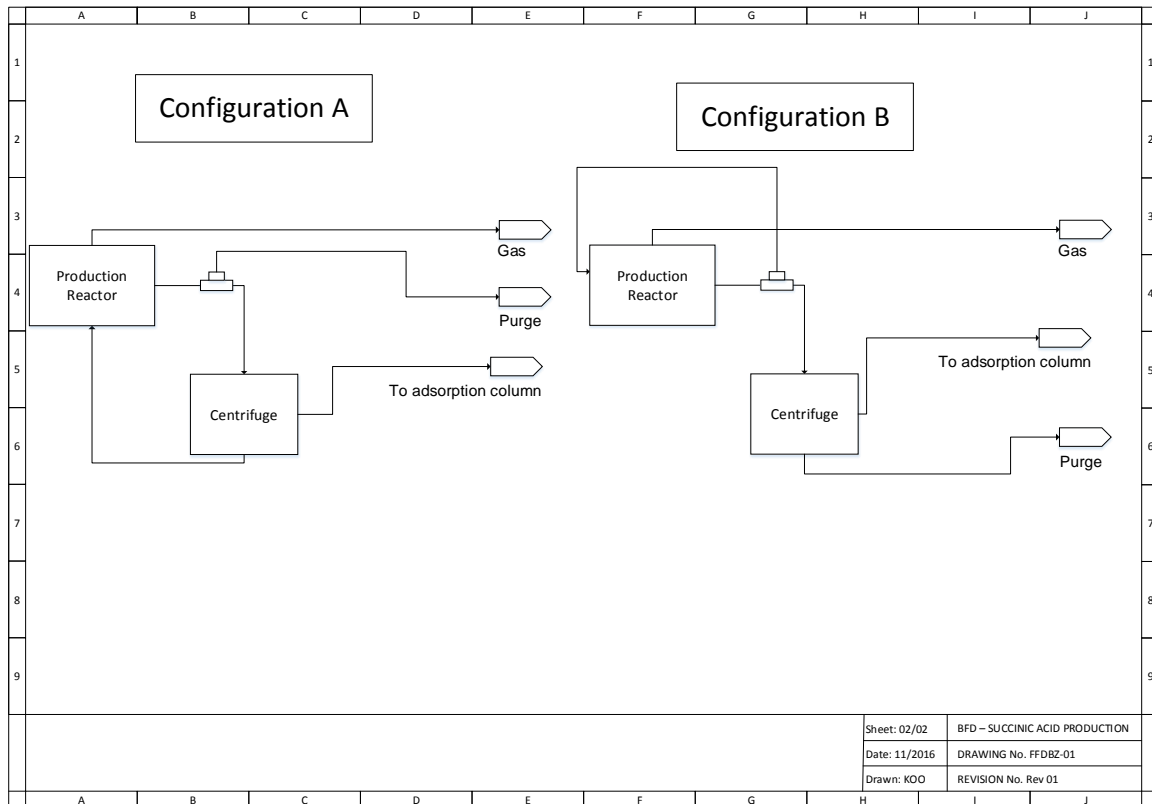 A B C D E F G H I J
1 1
Configuration A
Configuration B
2 2
3 3
Gas
Gas
Production
Reactor
Production
Reactor
4 4
Purge
To adsorption column
5 5
To adsorption column
Centrifuge
Centrifuge
6 6
Purge
7 7
8 8
9 9
Sheet: 02/02 BFD – SUCCINIC ACID PRODUCTION
Date: 11/2016 DRAWING No. FFDBZ-01
Drawn: KOO REVISION No. Rev 01
A B C D E F G H I J